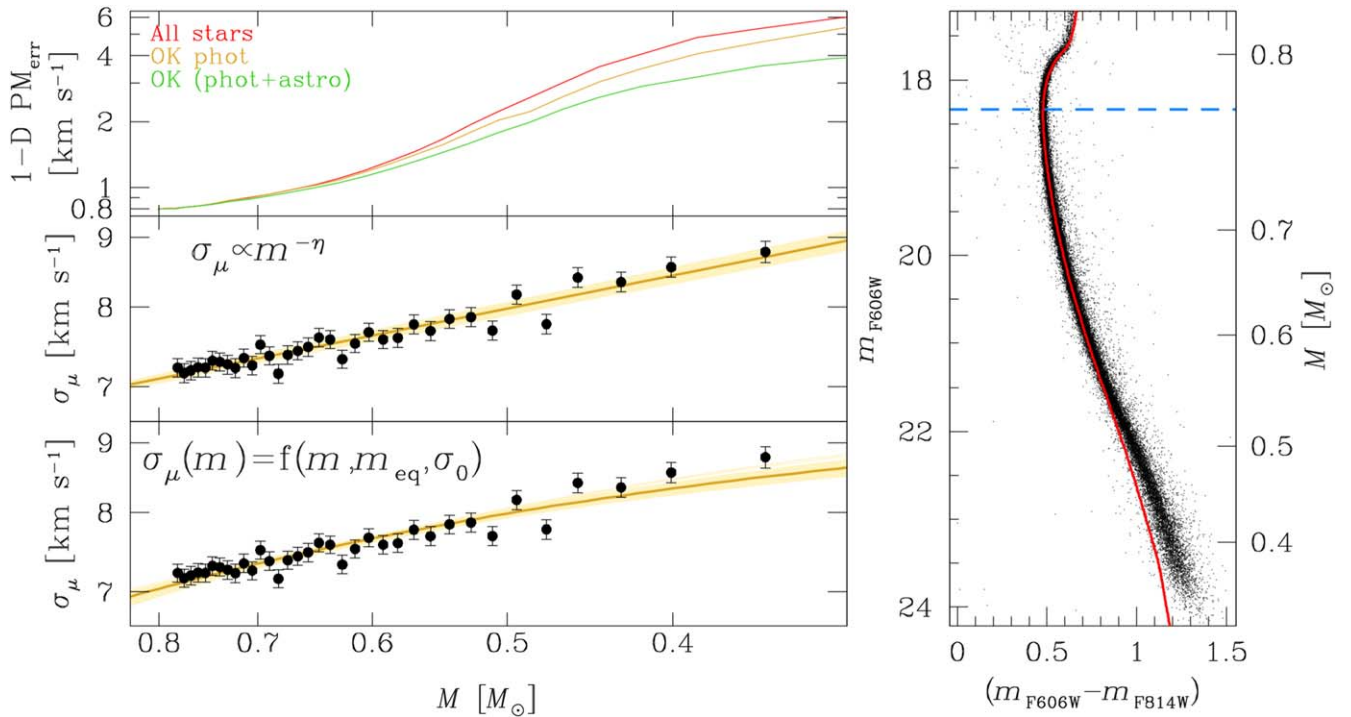 All stars
OK phot
OK (phot+astro)
1-D PM_err
[km s⁻¹]
6
4
2
1
0.8
σ_μ∝m^−η
σ_μ [km s⁻¹]
9
8
7
σ_μ(m)=f(m,m_eq,σ_0)
σ_μ [km s⁻¹]
9
8
7
0.8 0.7 0.6 0.5 0.4
M [M_⊙]
m_F606W
18
20
22
24
0 0.5 1 1.5
(m_F606W−m_F814W)
0.8
0.7
0.6
0.5
0.4
M [M_⊙]